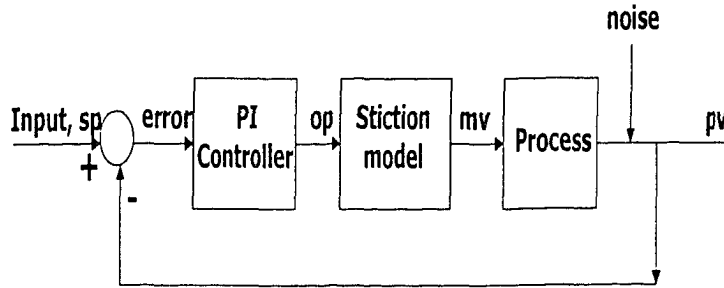 noise
Input, sp
error
PI
Controller
op
Stiction
model
mv
Process
pv
+
-